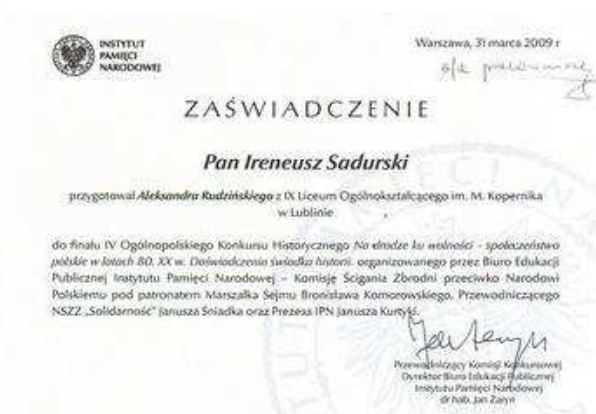 INSTYTUT
PAMIĘCI
NARODOWEJ
Warszawa, 31 marca 2009 r
a/a
ZAŚWIADCZENIE
Pan Ireneusz Sadurski
przygotował Aleksandra Rudzińskiego z IX Liceum Ogólnokształcącego im. M. Kopernika
w Lublinie
do finału IV Ogólnopolskiego Konkursu Historycznego Na drodze ku wolności - społeczeństwo
polskie w latach 80. XX w. Doświadczenia świadka historii. organizowanego przez Biuro Edukacji
Publicznej Instytutu Pamięci Narodowej – Komisję Ścigania Zbrodni przeciwko Narodowi
Polskiemu pod patronatem Marszałka Sejmu Bronisława Komorowskiego, Przewodniczącego
NSZZ „Solidarność" Janusza Śniadka oraz Prezesa IPN Janusza Kurtyki.
Przewodniczący Komisji Konkursowej
Dyrektor Biura Edukacji Publicznej
Instytutu Pamięci Narodowej
dr hab. Jan Żaryn